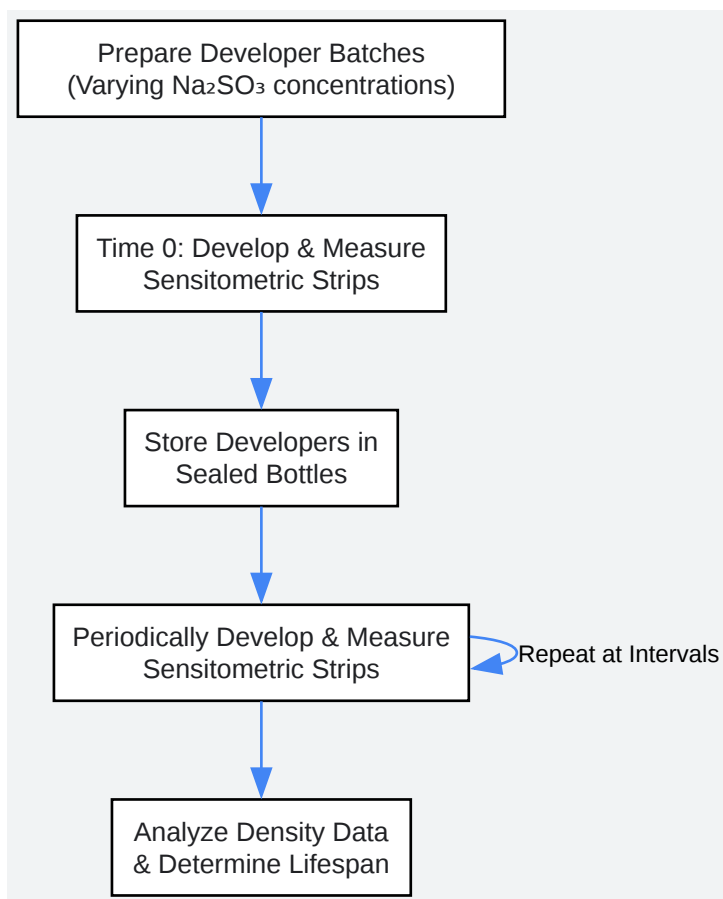 Prepare Developer Batches
(Varying Na₂SO₃ concentrations)
Time 0: Develop & Measure
Sensitometric Strips
Store Developers in
Sealed Bottles
Periodically Develop & Measure
Sensitometric Strips
Repeat at Intervals
Analyze Density Data
& Determine Lifespan